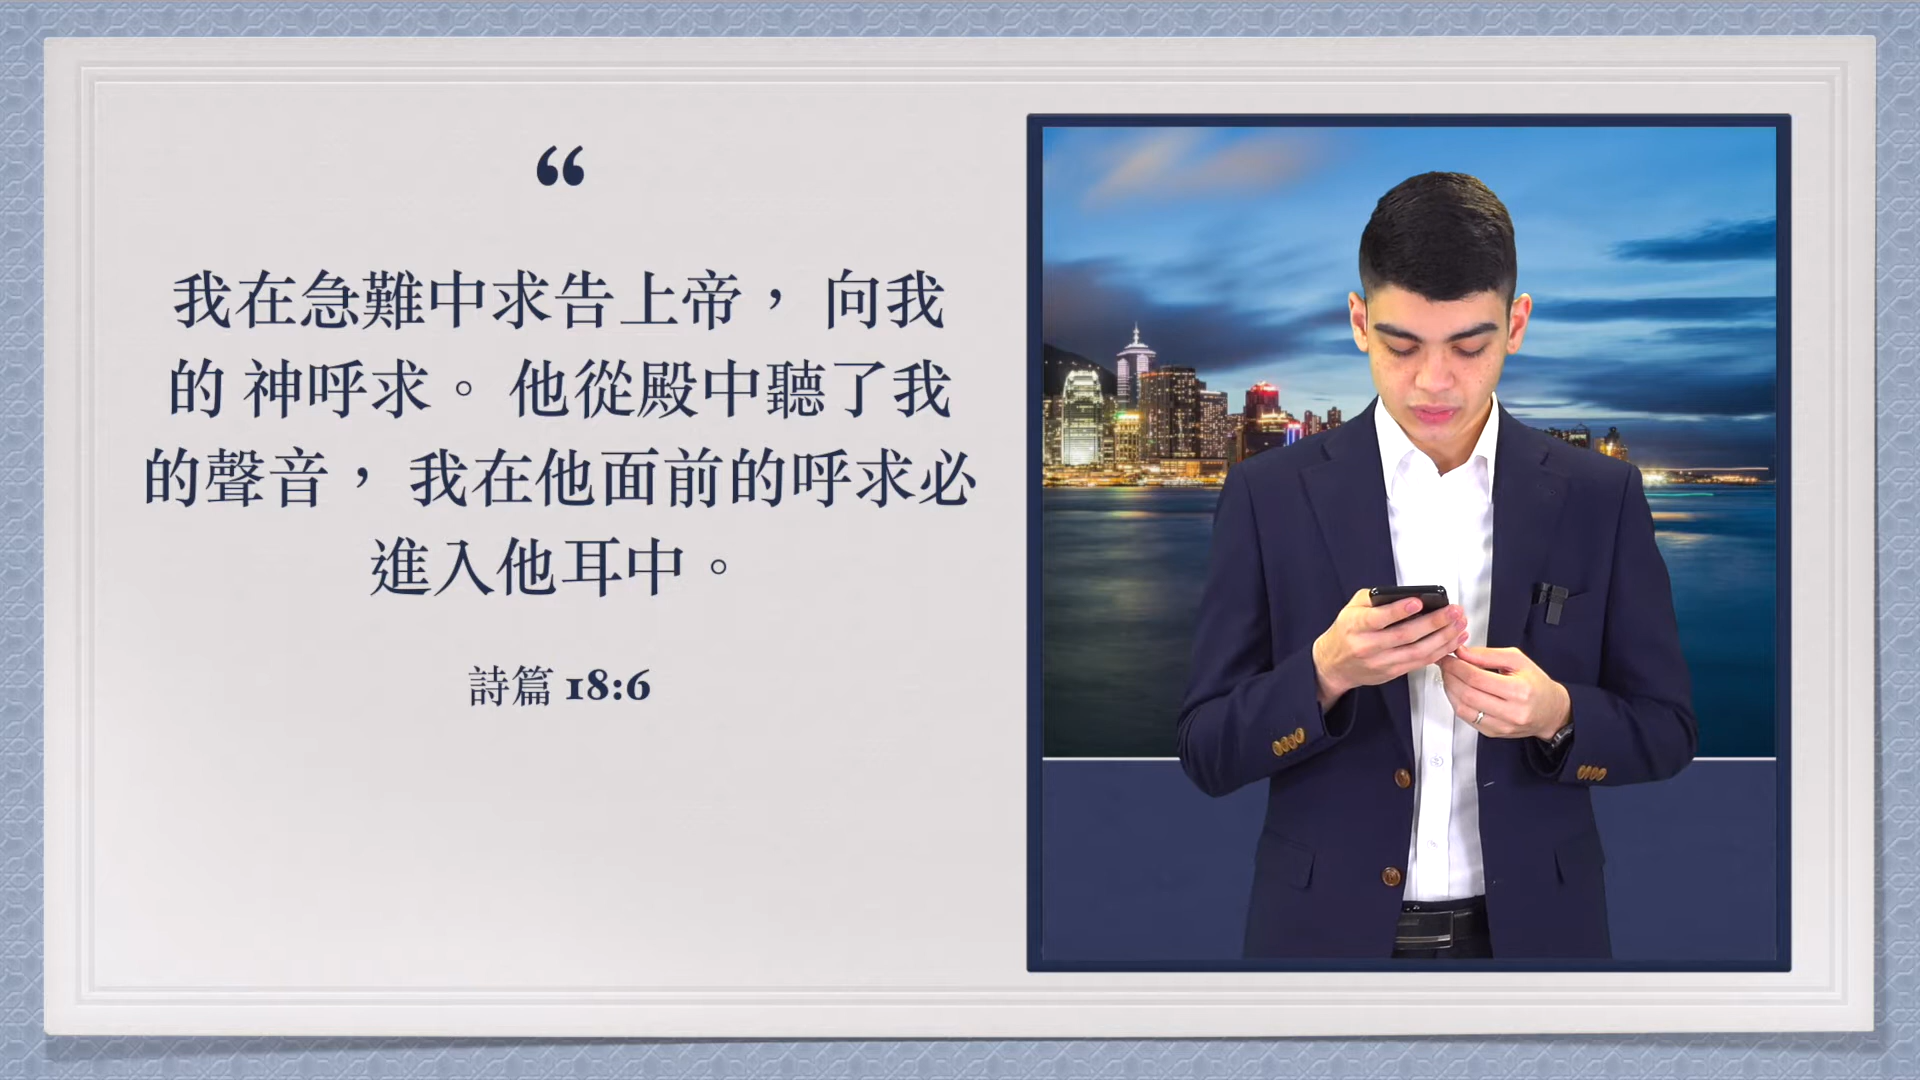 “
我在急難中求告上帝， 向我
的 神呼求。 他從殿中聽了我
的聲音， 我在他面前的呼求必
進入他耳中。
詩篇 18:6